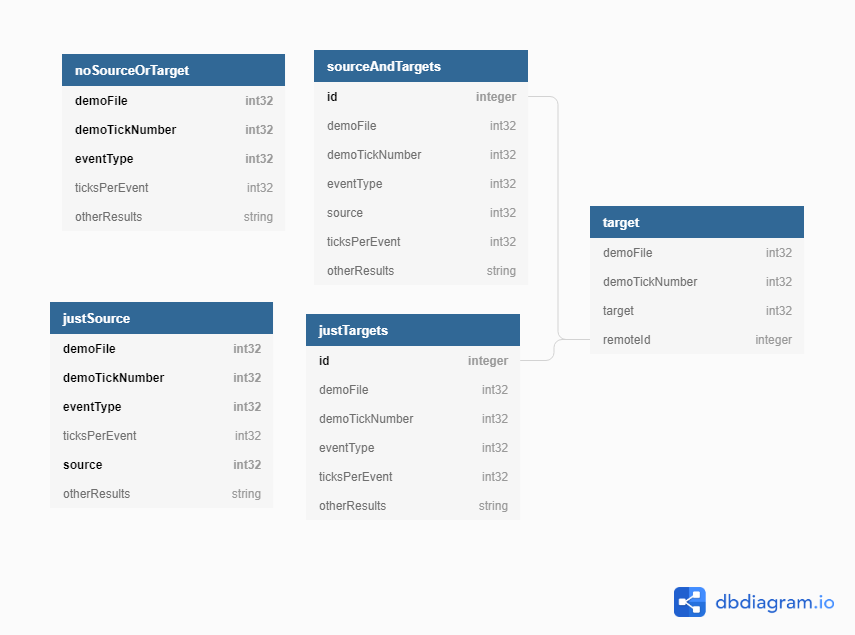 noSourceOrTarget
demoFile int32
demoTickNumber int32
eventType int32
ticksPerEvent int32
otherResults string
sourceAndTargets
id integer
demoFile int32
demoTickNumber int32
eventType int32
source int32
ticksPerEvent int32
otherResults string
target
demoFile int32
demoTickNumber int32
target int32
remoteId integer
justSource
demoFile int32
demoTickNumber int32
eventType int32
ticksPerEvent int32
source int32
otherResults string
justTargets
id integer
demoFile int32
demoTickNumber int32
eventType int32
ticksPerEvent int32
otherResults string
dbdiagram.io